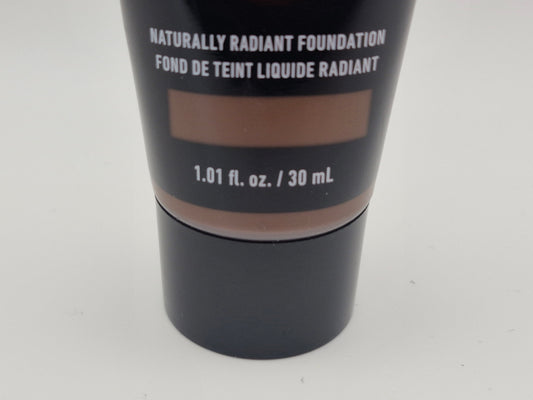 NATURALLY RADIANT FOUNDATION
FOND DE TEINT LIQUIDE RADIANT
1.01 fl. oz. / 30 mL